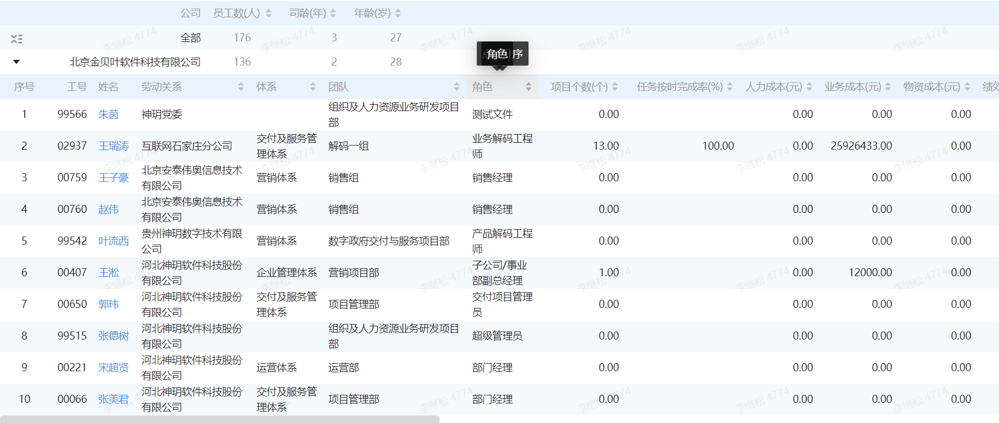 公司 员工数(人) 司龄(年) 年龄(岁)
全部 176 3 27
北京金贝叶软件科技有限公司 136 2 28
角色 序
序号 工号 姓名 劳动关系 体系 团队 角色 项目个数(个) 任务按时完成率(%) 人力成本(元) 业务成本(元) 物资成本(元) 绩效
1 99566 朱茵 神玥党委 组织及人力资源业务研发项目 测试文件 0.00 0.00 0.00 0.00
部
2 02937 王瑞涛 互联网石家庄分公司 交付及服务管 解码一组 业务解码工程 13.00 100.00 0.00 25926433.00 0.00
理体系 师
3 00759 王子豪 北京安泰伟奥信息技术 营销体系 销售组 销售经理 0.00 0.00 0.00 0.00
有限公司
4 00760 赵伟 北京安泰伟奥信息技术 营销体系 销售组 销售经理 0.00 0.00 0.00 0.00
有限公司
5 99542 叶流西 贵州神玥数字技术有限 营销体系 数字政府交付与服务项目部 产品解码工程 0.00 0.00 0.00 0.00
公司 师
6 00407 王淞 河北神玥软件科技股份 企业管理体系 营销项目部 子公司/事业 1.00 0.00 12000.00 0.00
有限公司 部副总经理
7 00650 郭玮 河北神玥软件科技股份 交付及服务管 项目管理部 交付项目管理 0.00 0.00 0.00 0.00
有限公司 理体系 员
8 99515 张德树 河北神玥软件科技股份 组织及人力资源业务研发项目 超级管理员 0.00 0.00 0.00 0.00
有限公司 部
9 00221 宋超贤 河北神玥软件科技股份 运营体系 运营部 部门经理 0.00 0.00 0.00 0.00
有限公司
10 00066 张美君 河北神玥软件科技股份 交付及服务管 项目管理部 部门经理 0.00 0.00 0.00 0.00
有限公司 理体系
李继松 4774